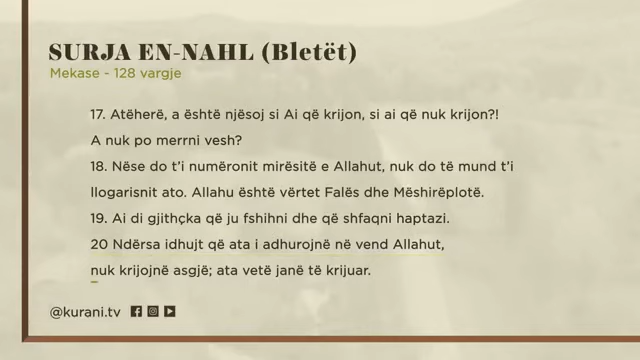 SURJA EN-NAHL (Bletët)
Mekase - 128 vargje
17. Atëherë, a është njësoj si Ai që krijon, si ai që nuk krijon?!
A nuk po merrni vesh?
18. Nëse do t'i numëronit mirësitë e Allahut, nuk do të mund t'i
llogarisnit ato. Allahu është vërtet Falës dhe Mëshirëplotë.
19. Ai di gjithçka që ju fshihni dhe që shfaqni haptazi.
20 Ndërsa idhujt që ata i adhurojnë në vend Allahut,
nuk krijojnë asgjë; ata vetë janë të krijuar.
@kurani.tv